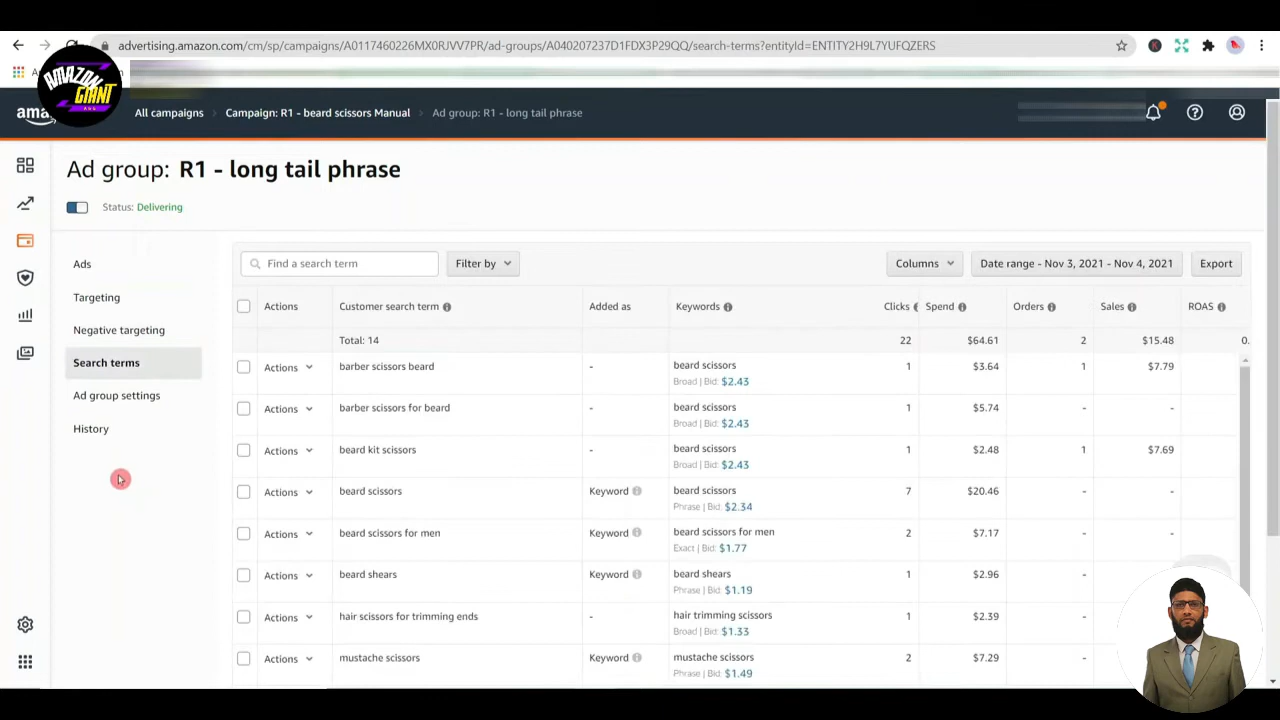 advertising.amazon.com/cm/sp/campaigns/A0117460226MX0RJVV7PR/ad-groups/A040207237D1FDX3P29QQ/search-terms?entityId=ENTITY2H9L7YUFQZERS
AMAZON
GIANT
All campaigns > Campaign: R1 - beard scissors Manual > Ad group: R1 - long tail phrase
Ad group: R1 - long tail phrase
Status: Delivering
Ads
Targeting
Negative targeting
Search terms
Ad group settings
History
Find a search term Filter by Columns Date range - Nov 3, 2021 - Nov 4, 2021 Export
Actions Customer search term Added as Keywords Clicks Spend Orders Sales ROAS
Total: 14 22 $64.61 2 $15.48 0.
Actions barber scissors beard - beard scissors 1 $3.64 1 $7.79
Broad | Bid: $2.43
Actions barber scissors for beard - beard scissors 1 $5.74 - -
Broad | Bid: $2.43
Actions beard kit scissors - beard scissors 1 $2.48 1 $7.69
Broad | Bid: $2.43
Actions beard scissors Keyword beard scissors 7 $20.46 - -
Phrase | Bid: $2.34
Actions beard scissors for men Keyword beard scissors for men 2 $7.17 - -
Exact | Bid: $1.77
Actions beard shears Keyword beard shears 1 $2.96 -
Phrase | Bid: $1.19
Actions hair scissors for trimming ends - hair trimming scissors 1 $2.39 -
Broad | Bid: $1.33
Actions mustache scissors Keyword mustache scissors 2 $7.29 -
Phrase | Bid: $1.49